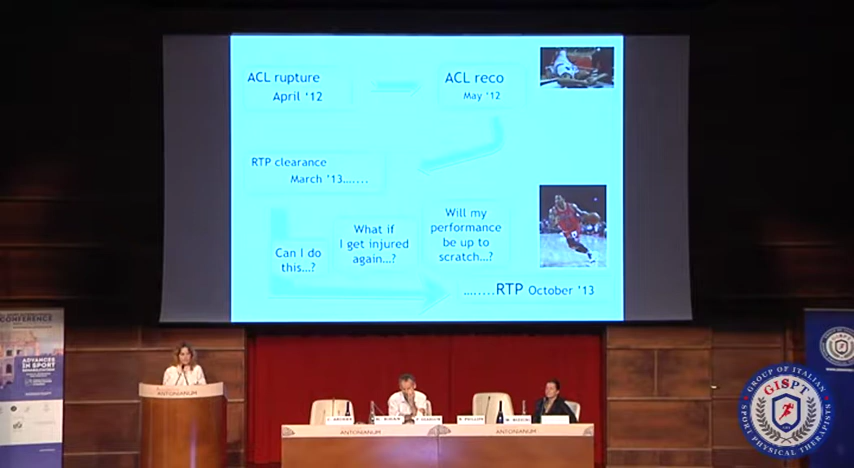 ACL rupture
April ‘12
ACL reco
May ‘12
RTP clearance
March ’13.......
Can I do
this...?
What if
I get injured
again...?
Will my
performance
be up to
scratch...?
.......RTP October ’13
CONFERENCE
ADVANCES
IN SPORT
REHABILITATION
ANTONIANUM
ANTONIANUM
ANTONIANUM
GROUP OF ITALIAN
GISPT
SPORT PHYSICAL THERAPISTS
GISPT